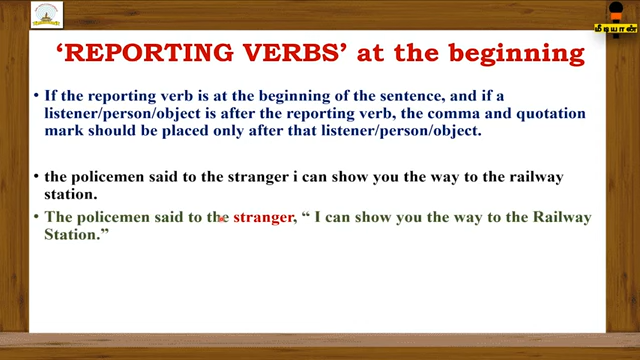 மீடியான்
‘REPORTING VERBS’ at the beginning
• If the reporting verb is at the beginning of the sentence, and if a
listener/person/object is after the reporting verb, the comma and quotation
mark should be placed only after that listener/person/object.
• the policemen said to the stranger i can show you the way to the railway
station.
• The policemen said to the stranger, “ I can show you the way to the Railway
Station.”